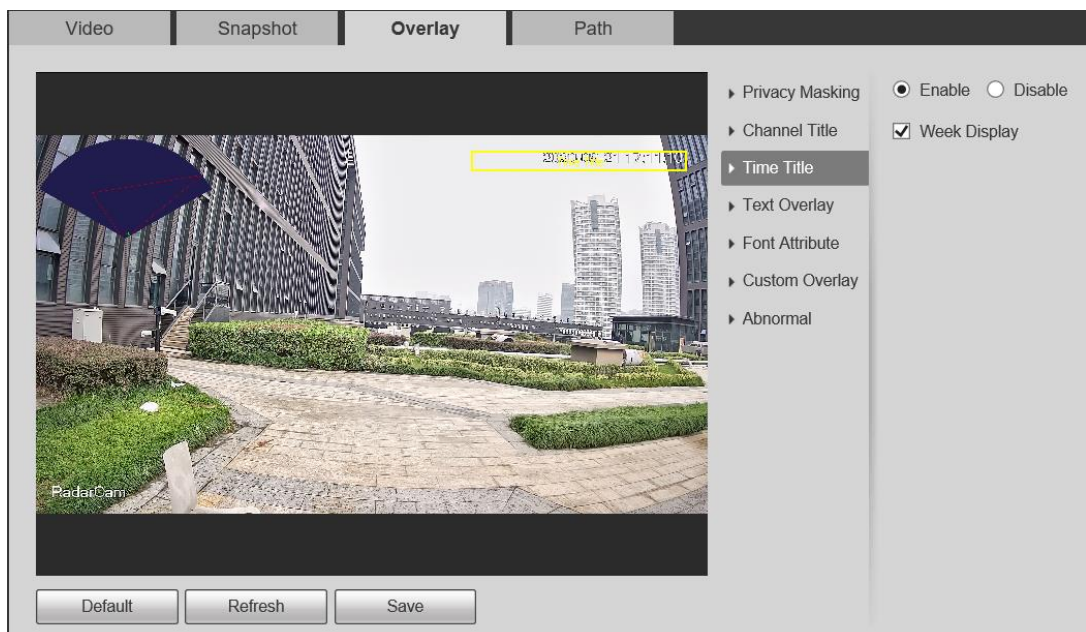 Video
Snapshot
Overlay
Path
Privacy Masking
Enable
Disable
Channel Title
Week Display
Time Title
Text Overlay
Font Attribute
Custom Overlay
Abnormal
RadarCam
Default
Refresh
Save